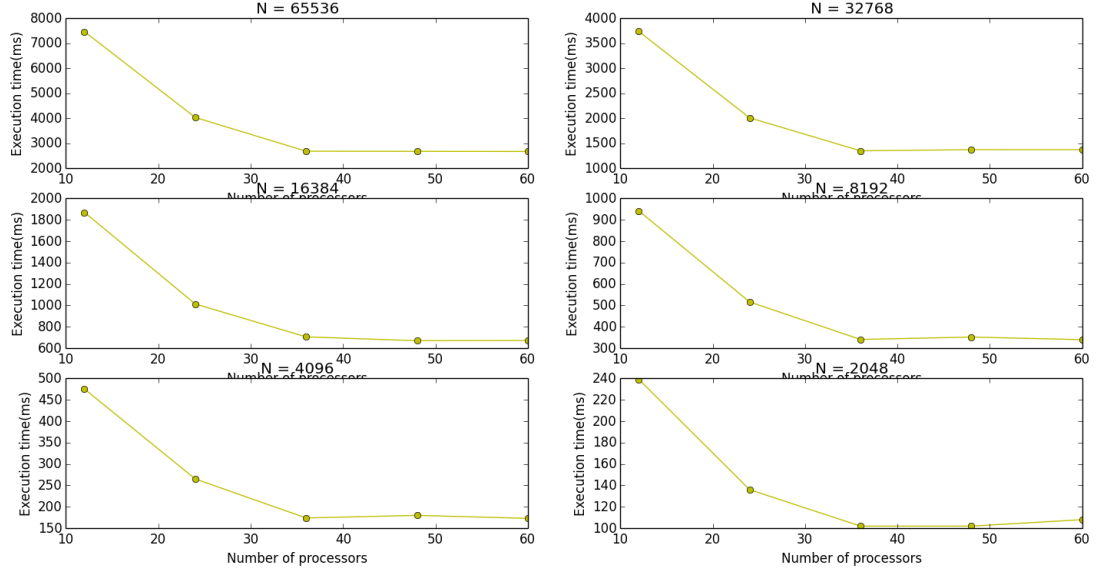 N = 65536
8000
7000
6000
5000
4000
3000
2000
Execution time(ms)
10 20 30 40 50 60
Number of processors
N = 32768
4000
3500
3000
2500
2000
1500
1000
Execution time(ms)
10 20 30 40 50 60
Number of processors
N = 16384
2000
1800
1600
1400
1200
1000
800
600
Execution time(ms)
10 20 30 40 50 60
Number of processors
N = 8192
1000
900
800
700
600
500
400
300
Execution time(ms)
10 20 30 40 50 60
Number of processors
N = 4096
500
450
400
350
300
250
200
150
Execution time(ms)
10 20 30 40 50 60
Number of processors
N = 2048
240
220
200
180
160
140
120
100
Execution time(ms)
10 20 30 40 50 60
Number of processors